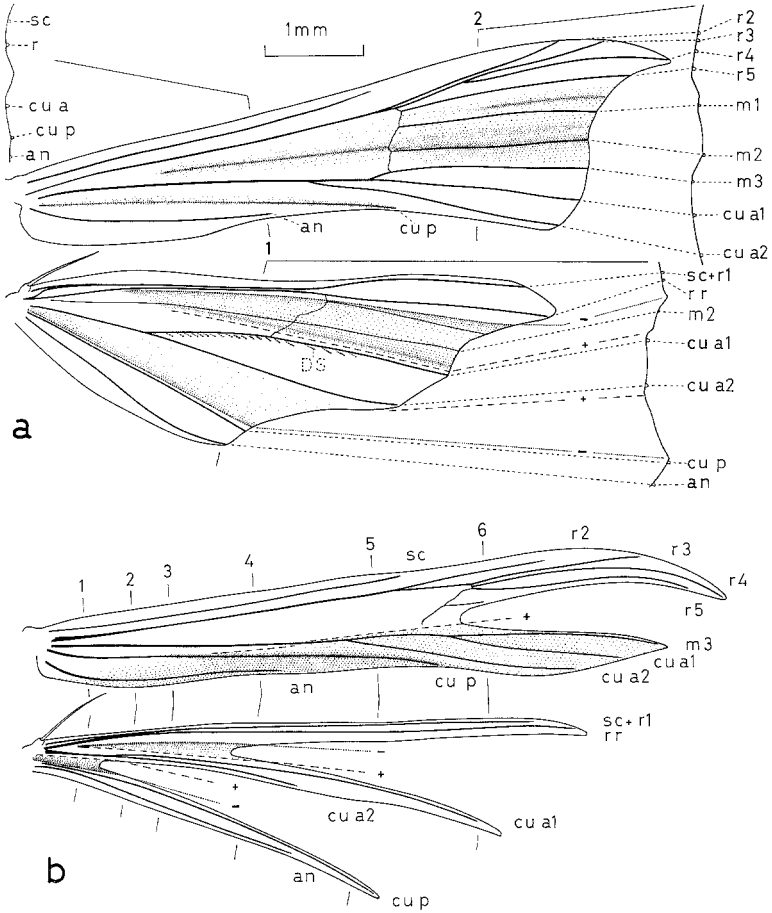 sc
r
cu a
cu p
an
1mm
2
r2
r3
r4
r5
m1
m2
m3
cu a1
cu a2
an
cu p
1
sc+r1
rr
m2
cu a1
cu a2
cu p
an
DS
-
+
+
-
a
1 2 3 4 5 6
sc
r2
r3
r4
r5
+
m3
cu a1
cu a2
cu p
an
sc+r1
rr
-
+
+
-
cu a2
cu a1
an
cu p
b